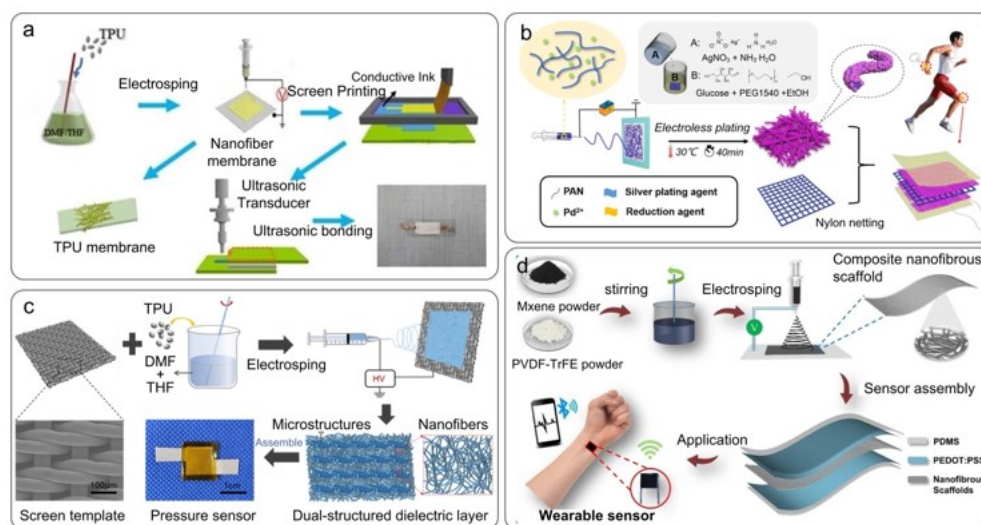 a
TPU
Electrosping
Conductive Ink
Screen Printing
V
DMF/THF
Nanofiber
membrane
Ultrasonic
Transducer
Ultrasonic bonding
TPU membrane
b
A:
AgNO₃ + NH₃ H₂O
A
B
B:
Glucose + PEG1540 +EtOH
Electroless plating
30℃
40min
PAN
Silver plating agent
Pd²⁺
Reduction agent
Nylon netting
c
TPU
DMF
+
THF
Electrosping
HV
Microstructures
Nanofibers
Assemble
100μm
1cm
Screen template
Pressure sensor
Dual-structured dielectric layer
d
Mxene powder
stirring
Electrosping
Composite nanofibrous
scaffold
V
PVDF-TrFE powder
Sensor assembly
Application
PDMS
PEDOT:PSS
Nanofibrous
Scaffolds
Wearable sensor